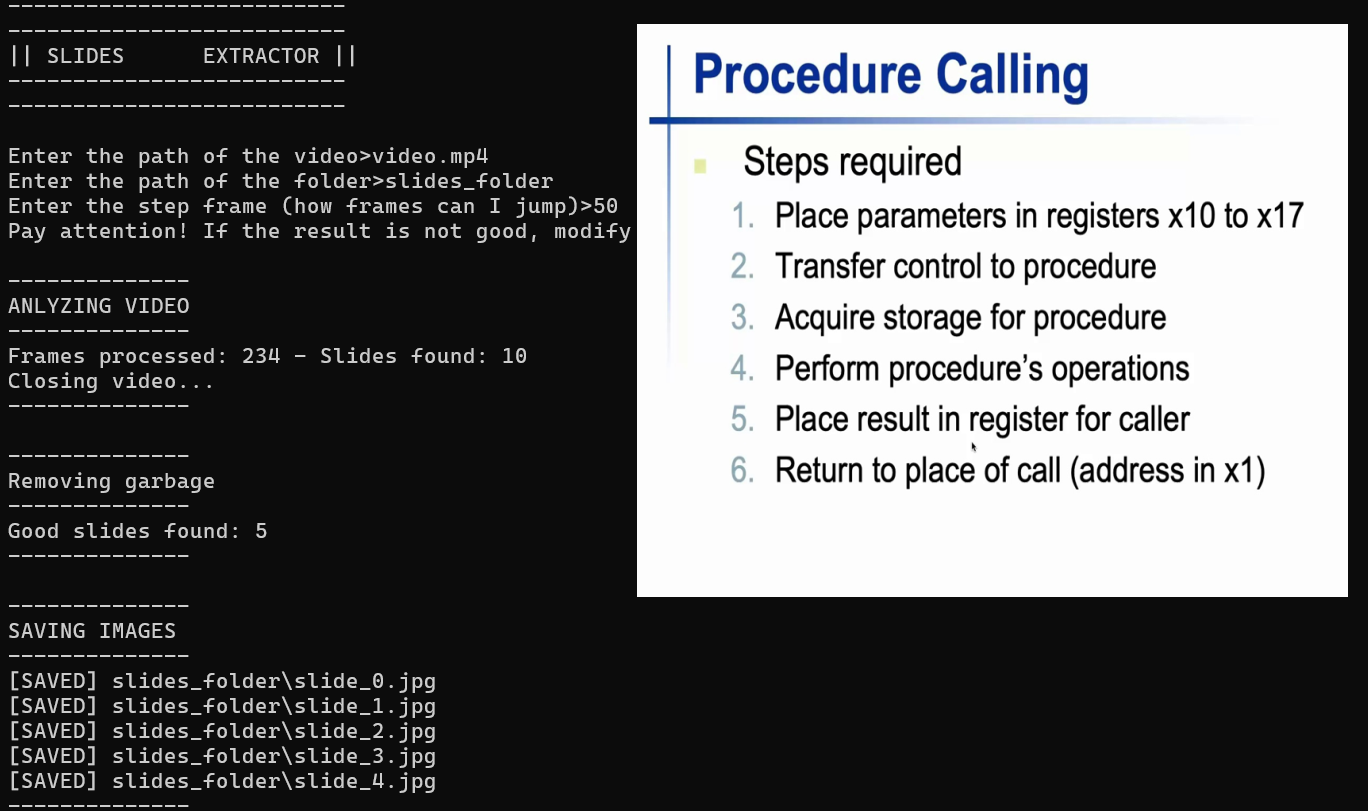 --------------------------
--------------------------
|| SLIDES      EXTRACTOR ||
--------------------------
--------------------------
Enter the path of the video>video.mp4
Enter the path of the folder>slides_folder
Enter the step frame (how frames can I jump)>50
Pay attention! If the result is not good, modify
--------------
ANLYZING VIDEO
--------------
Frames processed: 234 - Slides found: 10
Closing video...
--------------
--------------
Removing garbage
--------------
Good slides found: 5
--------------
--------------
SAVING IMAGES
--------------
[SAVED] slides_folder\slide_0.jpg
[SAVED] slides_folder\slide_1.jpg
[SAVED] slides_folder\slide_2.jpg
[SAVED] slides_folder\slide_3.jpg
[SAVED] slides_folder\slide_4.jpg
--------------
Procedure Calling
Steps required
1. Place parameters in registers x10 to x17
2. Transfer control to procedure
3. Acquire storage for procedure
4. Perform procedure’s operations
5. Place result in register for caller
6. Return to place of call (address in x1)